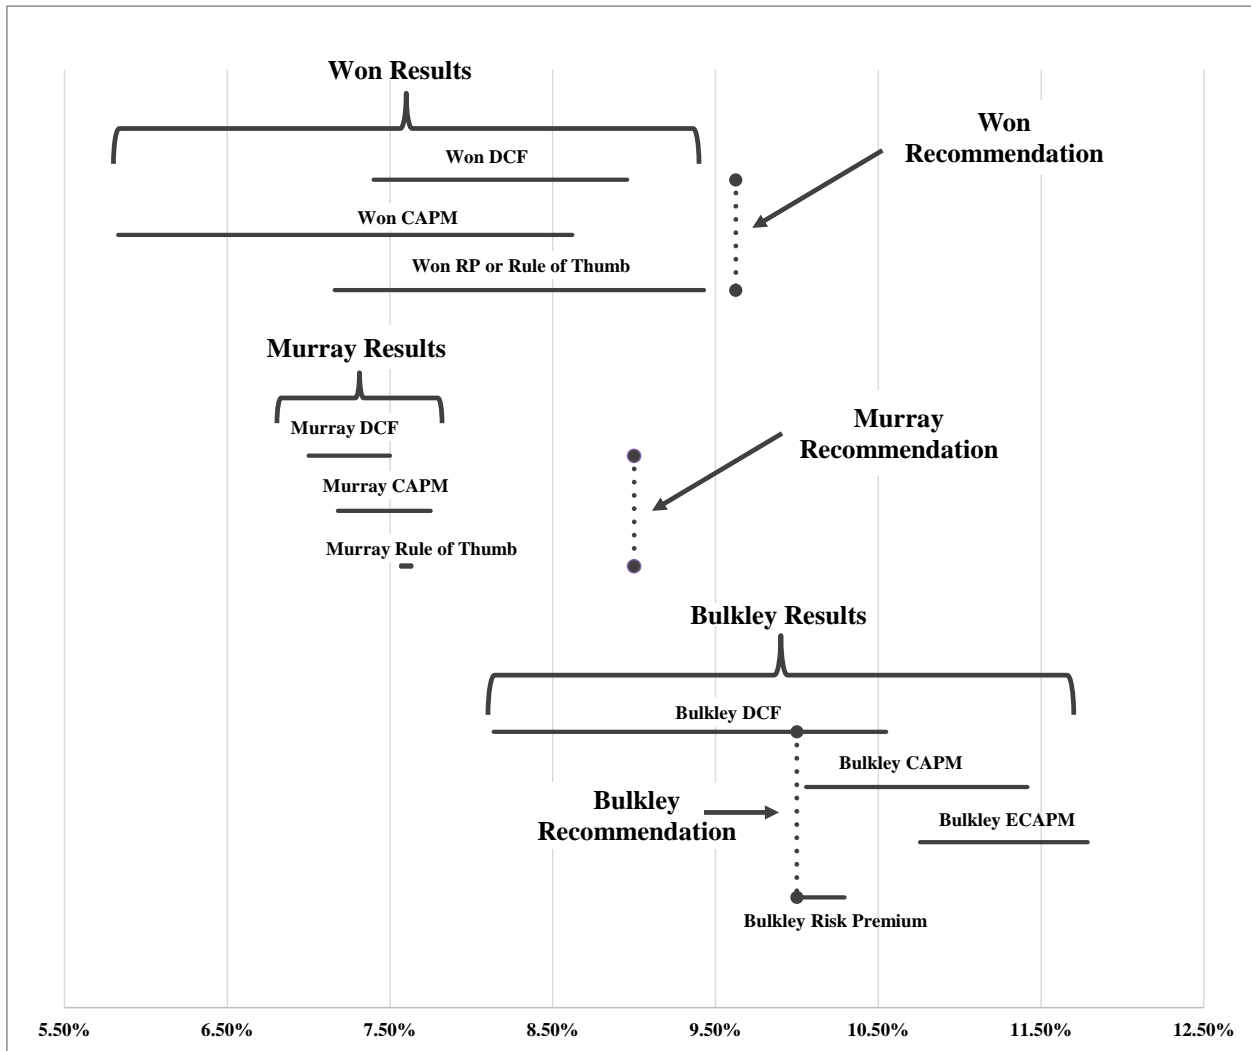 Won Results
Won
Recommendation
Won DCF
Won CAPM
Won RP or Rule of Thumb
Murray Results
Murray
Recommendation
Murray DCF
Murray CAPM
Murray Rule of Thumb
Bulkley Results
Bulkley DCF
Bulkley CAPM
Bulkley
Recommendation
Bulkley ECAPM
Bulkley Risk Premium
5.50% 6.50% 7.50% 8.50% 9.50% 10.50% 11.50% 12.50%